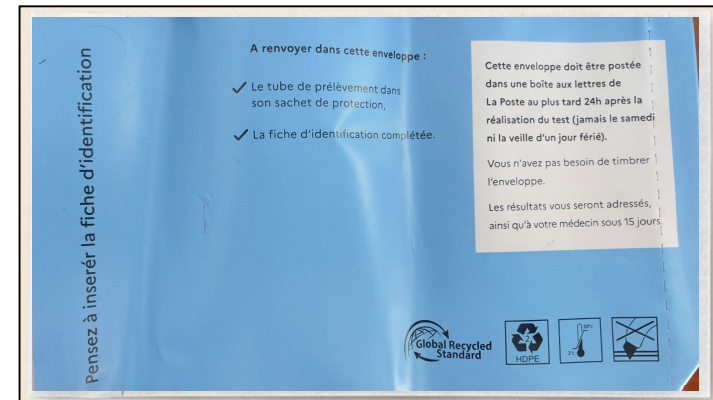 Pensez à inserér la fiche d'identification
A renvoyer dans cette enveloppe :
Le tube de prélèvement dans
son sachet de protection,
La fiche d'identification complétée.
Cette enveloppe doit être postée
dans une boîte aux lettres de
La Poste au plus tard 24h après la
réalisation du test (jamais le samedi
ni la veille d'un jour férié).
Vous n'avez pas besoin de timbrer
l'enveloppe.
Les résultats vous seront adressés,
ainsi qu'à votre médecin sous 15 jours.
Global Recycled
Standard
2
HDPE
2°c